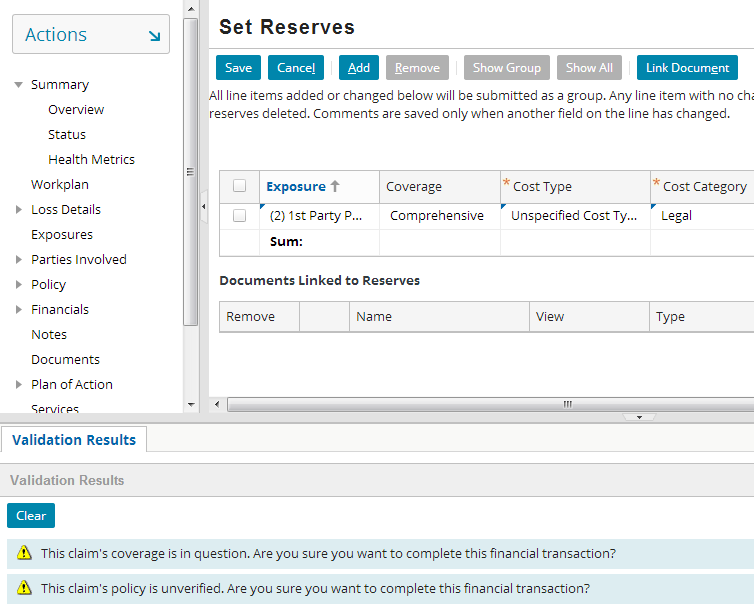 Actions
Summary
Overview
Status
Health Metrics
Workplan
Loss Details
Exposures
Parties Involved
Policy
Financials
Notes
Documents
Plan of Action
Services
Set Reserves
Save Cancel Add Remove Show Group Show All Link Document
All line items added or changed below will be submitted as a group. Any line item with no cha
reserves deleted. Comments are saved only when another field on the line has changed.
Exposure Coverage * Cost Type * Cost Category
(2) 1st Party P... Comprehensive Unspecified Cost Ty... Legal
Sum:
Documents Linked to Reserves
Remove Name View Type
Validation Results
Validation Results
Clear
This claim's coverage is in question. Are you sure you want to complete this financial transaction?
This claim's policy is unverified. Are you sure you want to complete this financial transaction?